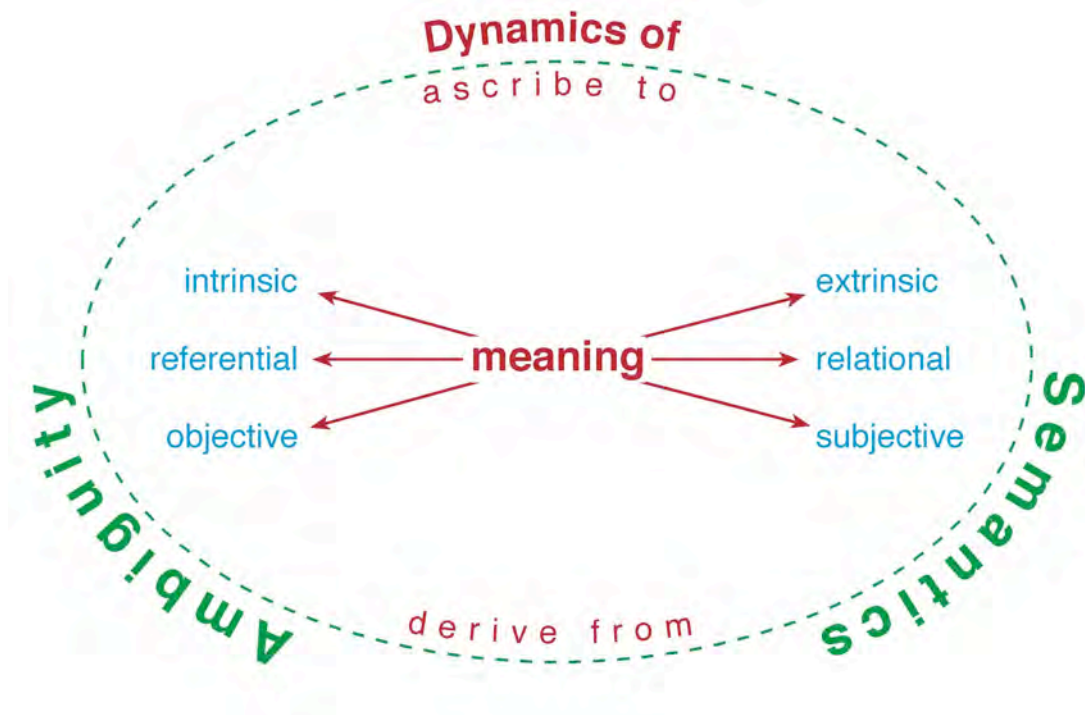 Dynamics of
ascribe to
intrinsic
extrinsic
referential
meaning
relational
objective
subjective
Ambiguity
Semantics
derive from